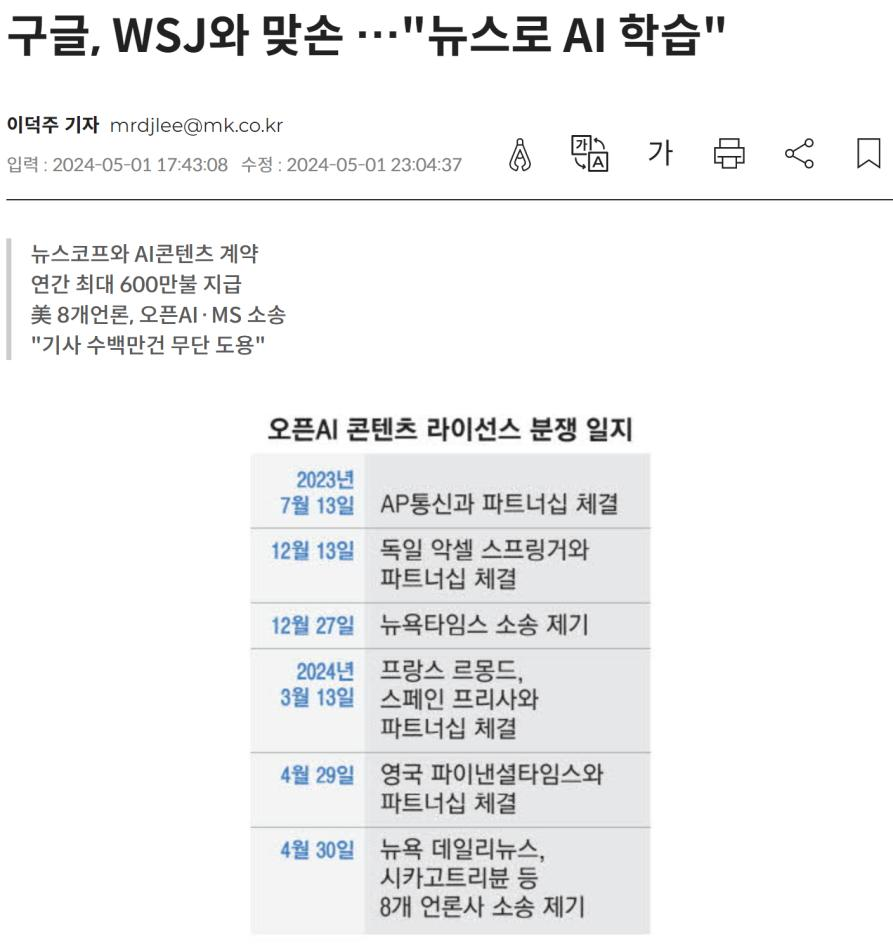 구글, WSJ와 맞손 …"뉴스로 AI 학습"
이덕주 기자 mrdjlee@mk.co.kr
입력 : 2024-05-01 17:43:08 수정 : 2024-05-01 23:04:37
가 A
가
뉴스코프와 AI콘텐츠 계약
연간 최대 600만불 지급
美 8개언론, 오픈AI·MS 소송
"기사 수백만건 무단 도용"
오픈AI 콘텐츠 라이선스 분쟁 일지
2023년
7월 13일 AP통신과 파트너십 체결
12월 13일 독일 악셀 스프링거와
파트너십 체결
12월 27일 뉴욕타임스 소송 제기
2024년 프랑스 르몽드,
3월 13일 스페인 프리사와
파트너십 체결
4월 29일 영국 파이낸셜타임스와
파트너십 체결
4월 30일 뉴욕 데일리뉴스,
시카고트리뷴 등
8개 언론사 소송 제기